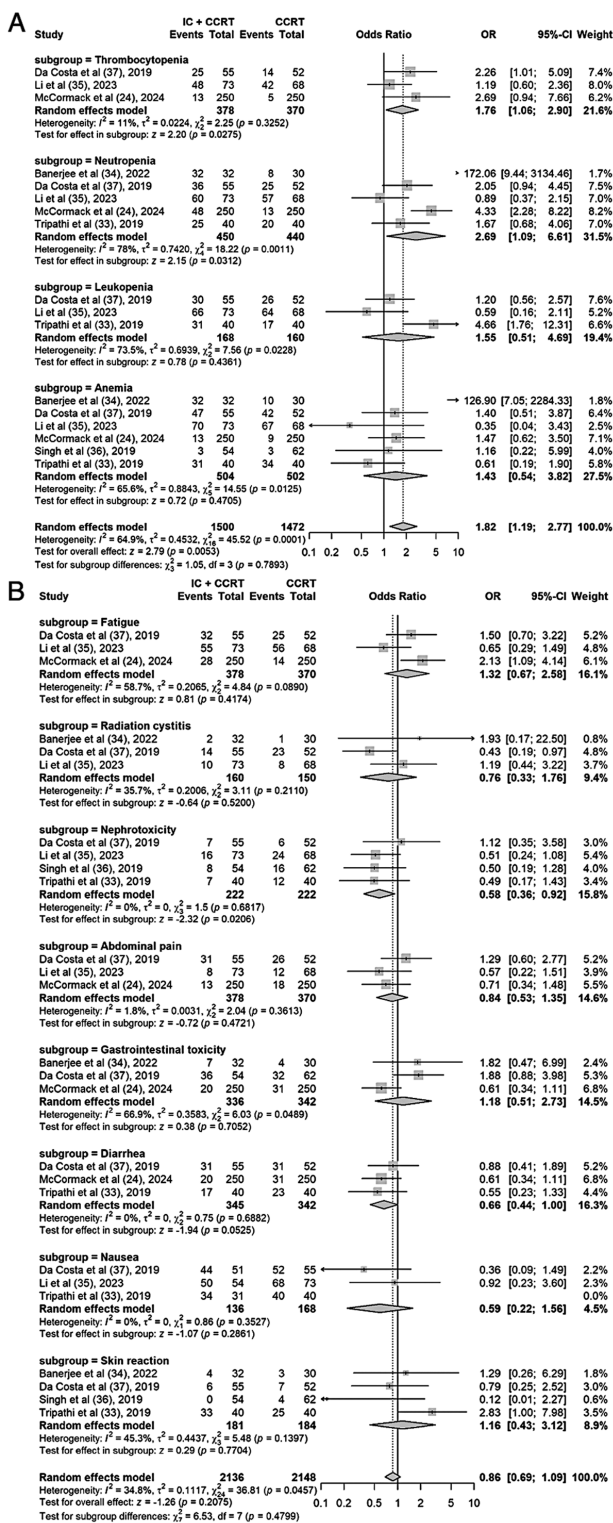 A
IC + CCRT CCRT
Study Events Total Events Total Odds Ratio OR 95%-CI Weight
subgroup = Thrombocytopenia
Da Costa et al (37), 2019 25 55 14 52 2.26 [1.01; 5.09] 7.4%
Li et al (35), 2023 48 73 42 68 1.19 [0.60; 2.36] 8.0%
McCormack et al (24), 2024 13 250 5 250 2.69 [0.94; 7.66] 6.2%
Random effects model 378 370 1.76 [1.06; 2.90] 21.6%
Heterogeneity: I² = 11%, τ² = 0.0224, χ²₂ = 2.25 (p = 0.3252)
Test for effect in subgroup: z = 2.20 (p = 0.0275)
subgroup = Neutropenia
Banerjee et al (34), 2022 32 32 8 30 172.06 [9.44; 3134.46] 1.7%
Da Costa et al (37), 2019 36 55 25 52 2.05 [0.94; 4.45] 7.5%
Li et al (35), 2023 60 73 57 68 0.89 [0.37; 2.15] 7.1%
McCormack et al (24), 2024 48 250 13 250 4.33 [2.28; 8.22] 8.2%
Tripathi et al (33), 2019 25 40 20 40 1.67 [0.68; 4.06] 7.0%
Random effects model 450 440 2.69 [1.09; 6.61] 31.5%
Heterogeneity: I² = 78%, τ² = 0.7420, χ²₄ = 18.22 (p = 0.0011)
Test for effect in subgroup: z = 2.15 (p = 0.0312)
subgroup = Leukopenia
Da Costa et al (37), 2019 30 55 26 52 1.20 [0.56; 2.57] 7.6%
Li et al (35), 2023 66 73 64 68 0.59 [0.16; 2.11] 5.2%
Tripathi et al (33), 2019 31 40 17 40 4.66 [1.76; 12.31] 6.6%
Random effects model 168 160 1.55 [0.51; 4.69] 19.4%
Heterogeneity: I² = 73.5%, τ² = 0.6939, χ²₂ = 7.56 (p = 0.0228)
Test for effect in subgroup: z = 0.78 (p = 0.4361)
subgroup = Anemia
Banerjee et al (34), 2022 32 32 10 30 126.90 [7.05; 2284.33] 1.8%
Da Costa et al (37), 2019 47 55 42 52 1.40 [0.51; 3.87] 6.4%
Li et al (35), 2023 70 73 67 68 0.35 [0.04; 3.43] 2.5%
McCormack et al (24), 2024 13 250 9 250 1.47 [0.62; 3.50] 7.1%
Singh et al (36), 2019 3 54 3 62 1.16 [0.22; 5.99] 4.0%
Tripathi et al (33), 2019 31 40 34 40 0.61 [0.19; 1.90] 5.8%
Random effects model 504 502 1.43 [0.54; 3.82] 27.5%
Heterogeneity: I² = 65.6%, τ² = 0.8843, χ²₅ = 14.55 (p = 0.0125)
Test for effect in subgroup: z = 0.72 (p = 0.4705)
Random effects model 1500 1472 1.82 [1.19; 2.77] 100.0%
Heterogeneity: I² = 64.9%, τ² = 0.4532, χ²₁₆ = 45.52 (p = 0.0001)
Test for overall effect: z = 2.79 (p = 0.0053)
Test for subgroup differences: χ²₃ = 1.05, df = 3 (p = 0.7893)
0.1 0.2 0.5 1 2 5 10
B
IC + CCRT CCRT
Study Events Total Events Total Odds Ratio OR 95%-CI Weight
subgroup = Fatigue
Da Costa et al (37), 2019 32 55 25 52 1.50 [0.70; 3.22] 5.2%
Li et al (35), 2023 55 73 56 68 0.65 [0.29; 1.49] 4.8%
McCormack et al (24), 2024 28 250 14 250 2.13 [1.09; 4.14] 6.1%
Random effects model 378 370 1.32 [0.67; 2.58] 16.1%
Heterogeneity: I² = 58.7%, τ² = 0.2065, χ²₂ = 4.84 (p = 0.0890)
Test for effect in subgroup: z = 0.81 (p = 0.4174)
subgroup = Radiation cystitis
Banerjee et al (34), 2022 2 32 1 30 1.93 [0.17; 22.50] 0.8%
Da Costa et al (37), 2019 14 55 23 52 0.43 [0.19; 0.97] 4.8%
Li et al (35), 2023 10 73 8 68 1.19 [0.44; 3.22] 3.7%
Random effects model 160 150 0.76 [0.33; 1.76] 9.4%
Heterogeneity: I² = 35.7%, τ² = 0.2006, χ²₂ = 3.11 (p = 0.2110)
Test for effect in subgroup: z = -0.64 (p = 0.5200)
subgroup = Nephrotoxicity
Da Costa et al (37), 2019 7 55 6 52 1.12 [0.35; 3.58] 3.0%
Li et al (35), 2023 16 73 24 68 0.51 [0.24; 1.08] 5.4%
Singh et al (36), 2019 8 54 16 62 0.50 [0.19; 1.28] 4.0%
Tripathi et al (33), 2019 7 40 12 40 0.49 [0.17; 1.43] 3.4%
Random effects model 222 222 0.58 [0.36; 0.92] 15.8%
Heterogeneity: I² = 0%, τ² = 0, χ²₃ = 1.5 (p = 0.6817)
Test for effect in subgroup: z = -2.32 (p = 0.0206)
subgroup = Abdominal pain
Da Costa et al (37), 2019 31 55 26 52 1.29 [0.60; 2.77] 5.2%
Li et al (35), 2023 8 73 12 68 0.57 [0.22; 1.51] 3.9%
McCormack et al (24), 2024 13 250 18 250 0.71 [0.34; 1.48] 5.5%
Random effects model 378 370 0.84 [0.53; 1.35] 14.6%
Heterogeneity: I² = 1.8%, τ² = 0.0031, χ²₂ = 2.04 (p = 0.3613)
Test for effect in subgroup: z = -0.72 (p = 0.4721)
subgroup = Gastrointestinal toxicity
Banerjee et al (34), 2022 7 32 4 30 1.82 [0.47; 6.99] 2.4%
Da Costa et al (37), 2019 36 54 32 62 1.88 [0.88; 3.98] 5.3%
McCormack et al (24), 2024 20 250 31 250 0.61 [0.34; 1.11] 6.8%
Random effects model 336 342 1.18 [0.51; 2.73] 14.5%
Heterogeneity: I² = 66.9%, τ² = 0.3583, χ²₂ = 6.03 (p = 0.0489)
Test for effect in subgroup: z = 0.38 (p = 0.7052)
subgroup = Diarrhea
Da Costa et al (37), 2019 31 55 31 52 0.88 [0.41; 1.89] 5.2%
McCormack et al (24), 2024 20 250 31 250 0.61 [0.34; 1.11] 6.8%
Tripathi et al (33), 2019 17 40 23 40 0.55 [0.23; 1.33] 4.4%
Random effects model 345 342 0.66 [0.44; 1.00] 16.3%
Heterogeneity: I² = 0%, τ² = 0, χ²₂ = 0.75 (p = 0.6882)
Test for effect in subgroup: z = -1.94 (p = 0.0525)
subgroup = Nausea
Da Costa et al (37), 2019 44 51 52 55 0.36 [0.09; 1.49] 2.2%
Li et al (35), 2023 50 54 68 73 0.92 [0.23; 3.60] 2.3%
Tripathi et al (33), 2019 34 31 40 40 0.0%
Random effects model 136 168 0.59 [0.22; 1.56] 4.5%
Heterogeneity: I² = 0%, τ² = 0, χ²₁ = 0.86 (p = 0.3527)
Test for effect in subgroup: z = -1.07 (p = 0.2861)
subgroup = Skin reaction
Banerjee et al (34), 2022 4 32 3 30 1.29 [0.26; 6.29] 1.8%
Da Costa et al (37), 2019 6 55 7 52 0.79 [0.25; 2.52] 3.0%
Singh et al (36), 2019 0 54 4 62 0.12 [0.01; 2.27] 0.6%
Tripathi et al (33), 2019 33 40 25 40 2.83 [1.00; 7.98] 3.5%
Random effects model 181 184 1.16 [0.43; 3.12] 8.9%
Heterogeneity: I² = 45.3%, τ² = 0.4437, χ²₃ = 5.48 (p = 0.1397)
Test for effect in subgroup: z = 0.29 (p = 0.7704)
Random effects model 2136 2148 0.86 [0.69; 1.09] 100.0%
Heterogeneity: I² = 34.8%, τ² = 0.1117, χ²₂₄ = 36.81 (p = 0.0457)
Test for overall effect: z = -1.26 (p = 0.2075)
Test for subgroup differences: χ²₇ = 6.53, df = 7 (p = 0.4799)
0.1 0.2 0.5 1 2 5 10